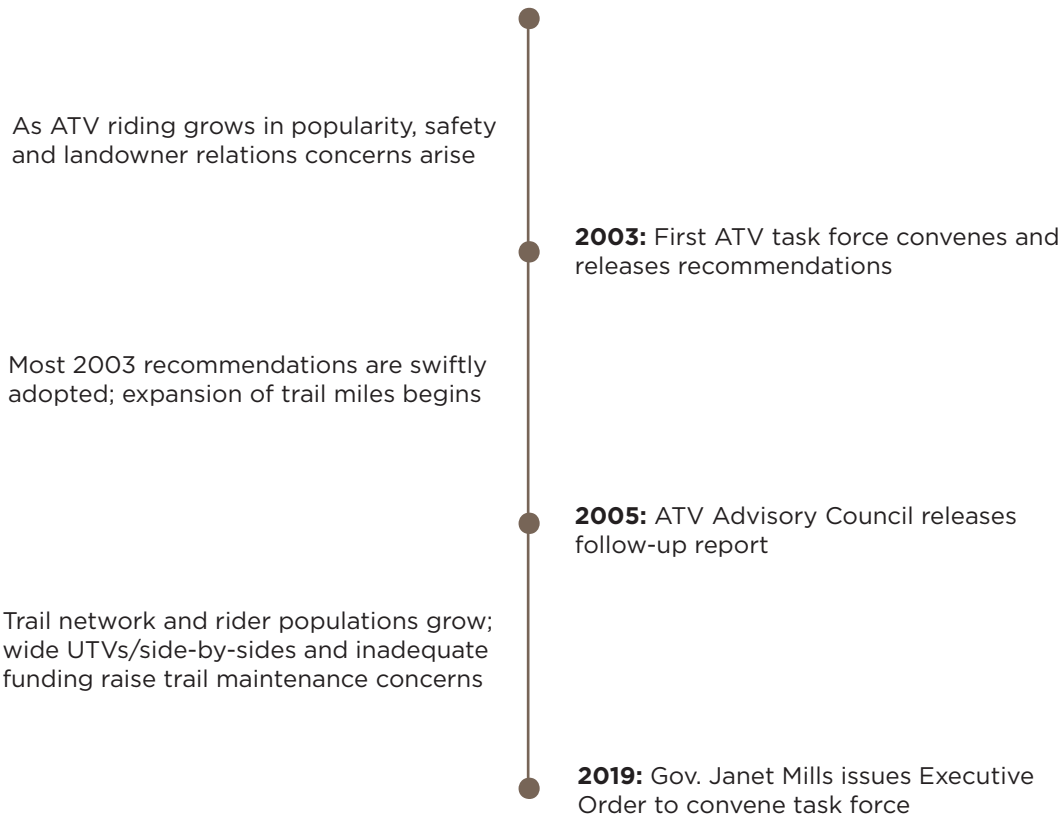 As ATV riding grows in popularity, safety
and landowner relations concerns arise
2003: First ATV task force convenes and
releases recommendations
Most 2003 recommendations are swiftly
adopted; expansion of trail miles begins
2005: ATV Advisory Council releases
follow-up report
Trail network and rider populations grow;
wide UTVs/side-by-sides and inadequate
funding raise trail maintenance concerns
2019: Gov. Janet Mills issues Executive
Order to convene task force